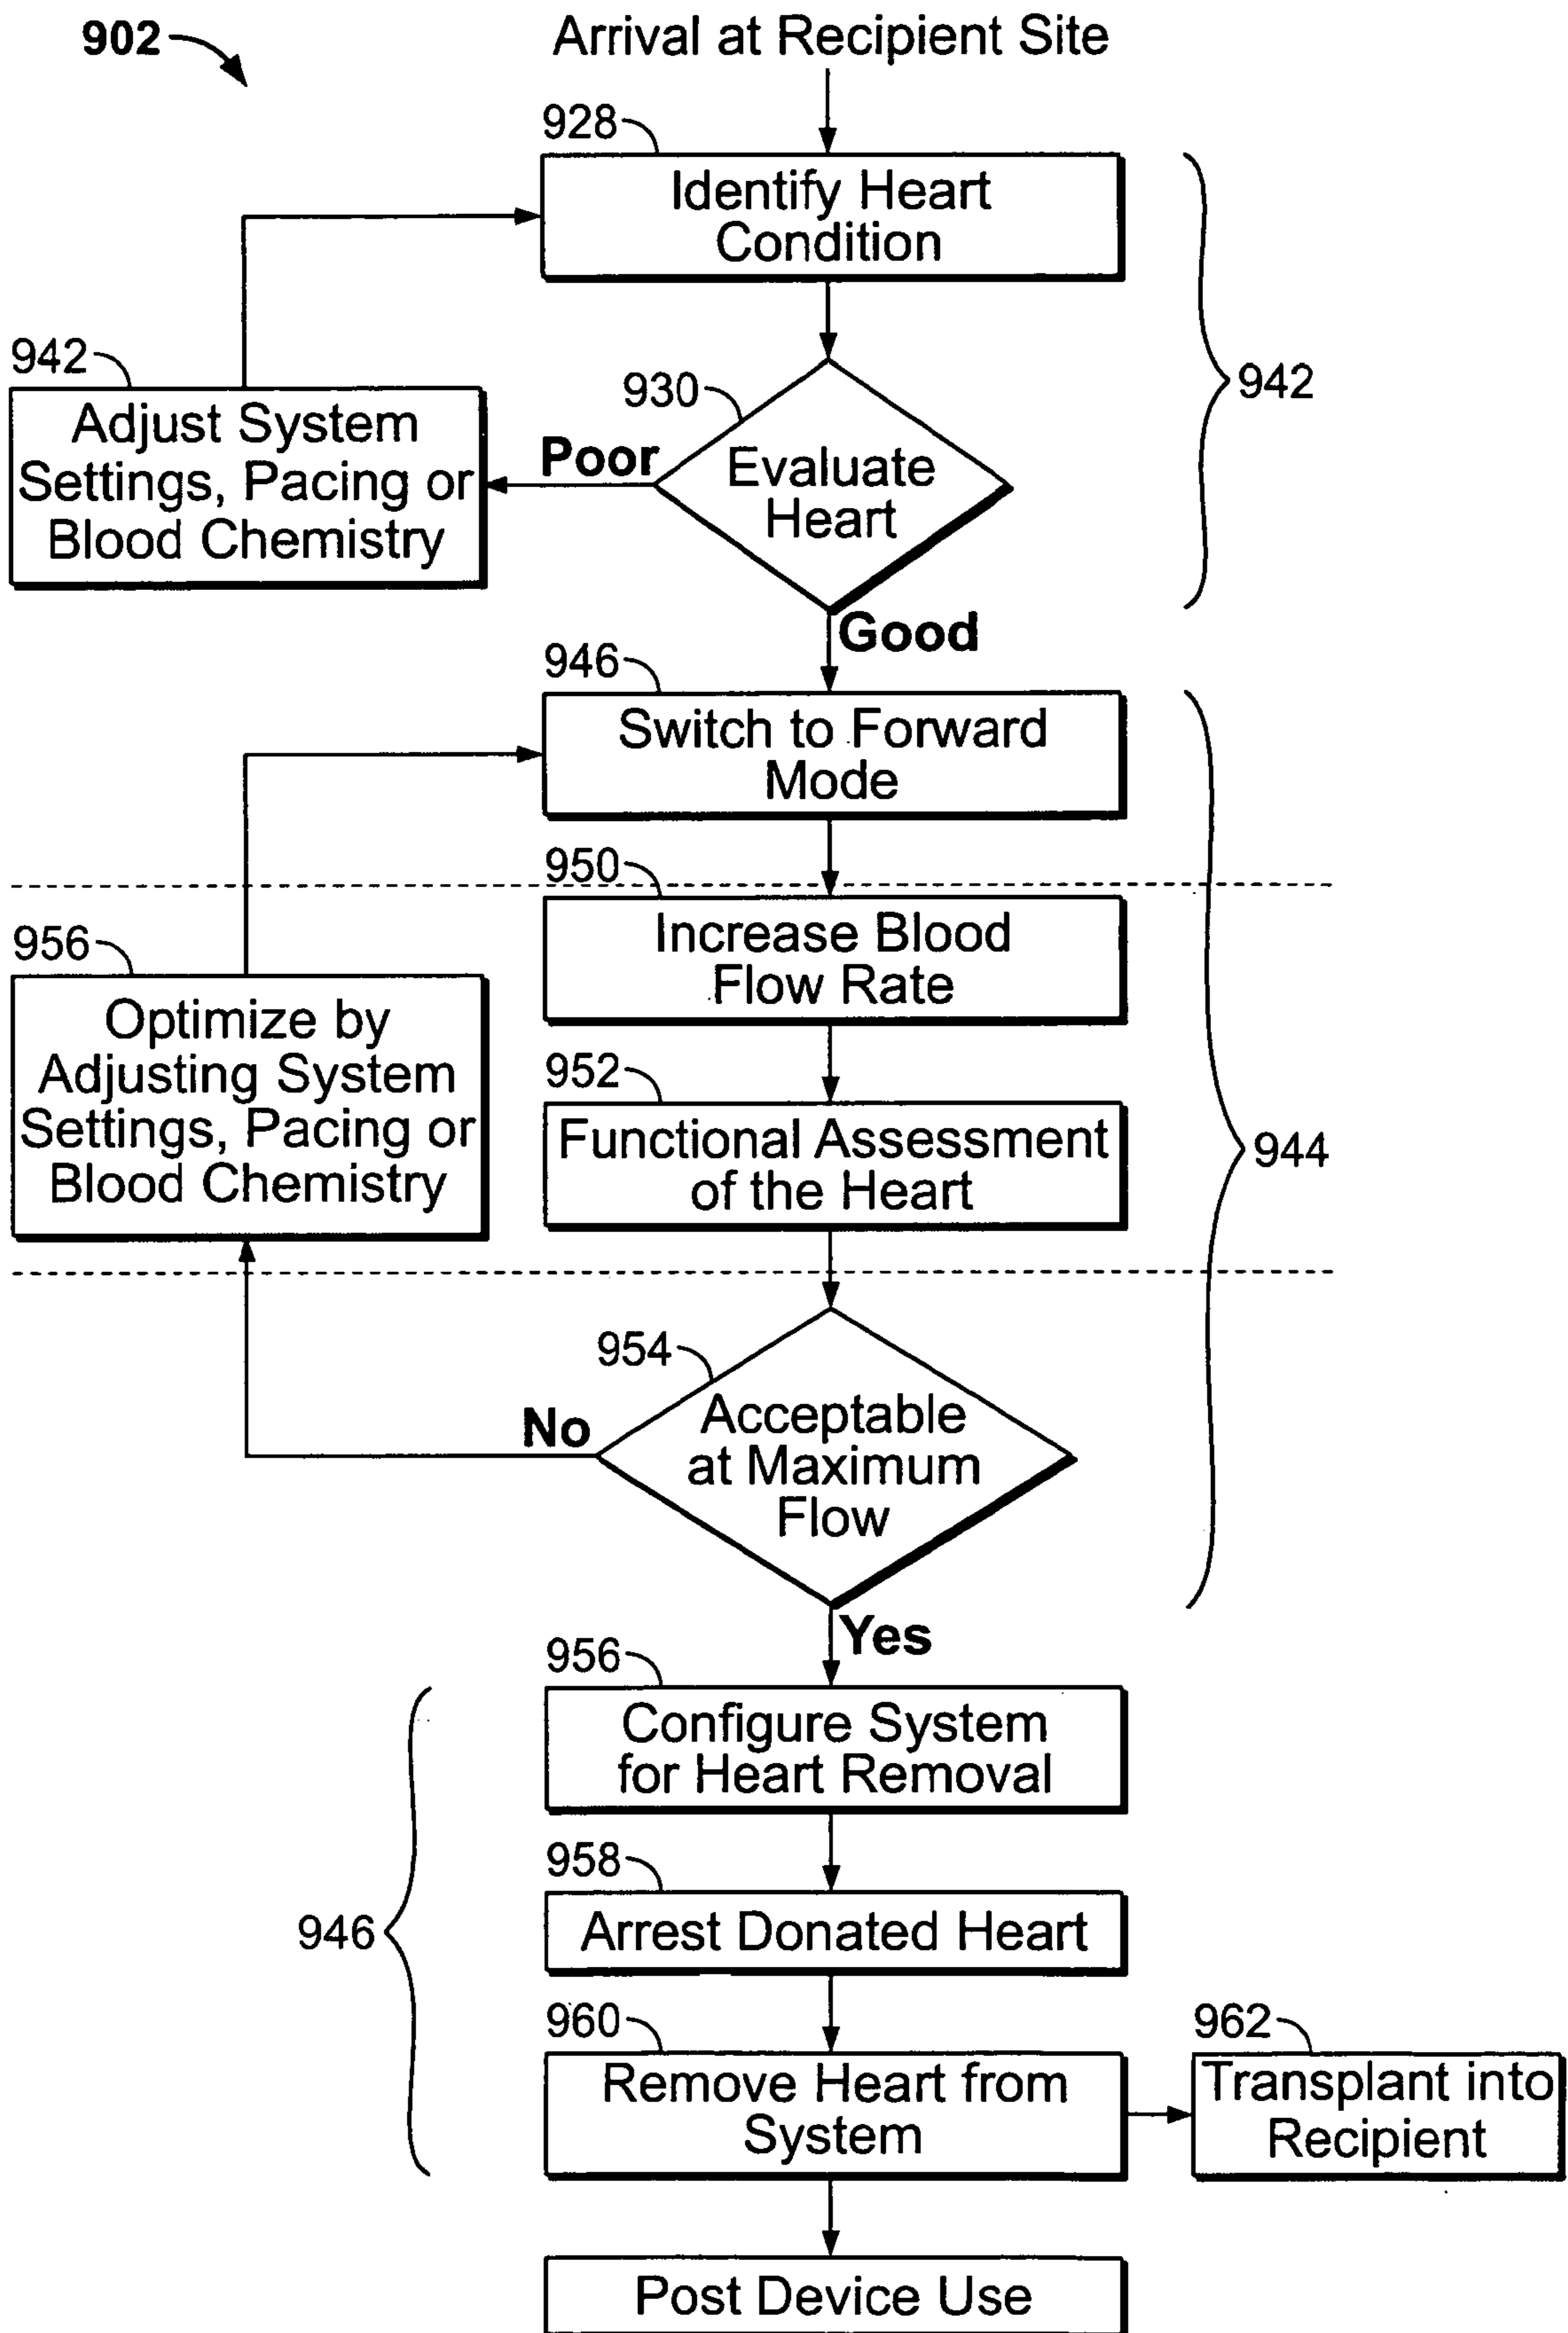 902
Arrival at Recipient Site
928
Identify Heart
Condition
942
Adjust System
Settings, Pacing or
Blood Chemistry
Poor
930
Evaluate
Heart
942
Good
946
Switch to Forward
Mode
950
Increase Blood
Flow Rate
956
Optimize by
Adjusting System
Settings, Pacing or
Blood Chemistry
952
Functional Assessment
of the Heart
944
954
Acceptable
at Maximum
Flow
No
Yes
956
Configure System
for Heart Removal
958
Arrest Donated Heart
946
960
Remove Heart from
System
962
Transplant into
Recipient
Post Device Use